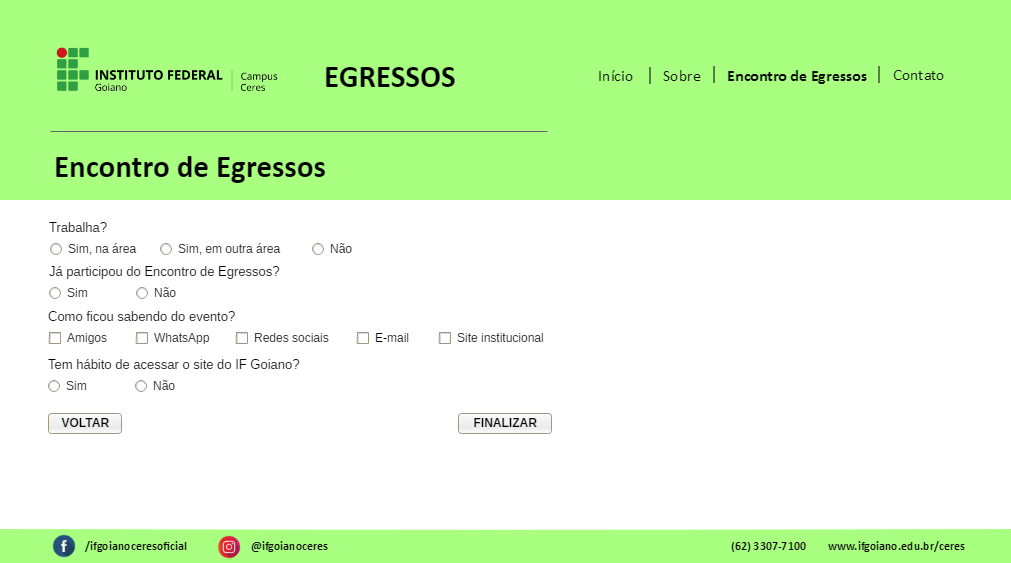 INSTITUTO FEDERAL
Goiano
Campus
Ceres
EGRESSOS
Início | Sobre | Encontro de Egressos | Contato
Encontro de Egressos
Trabalha?
Sim, na área Sim, em outra área Não
Já participou do Encontro de Egressos?
Sim Não
Como ficou sabendo do evento?
Amigos WhatsApp Redes sociais E-mail Site institucional
Tem hábito de acessar o site do IF Goiano?
Sim Não
VOLTAR FINALIZAR
/ifgoianoceresoficial @ifgoianoceres (62) 3307-7100 www.ifgoiano.edu.br/ceres